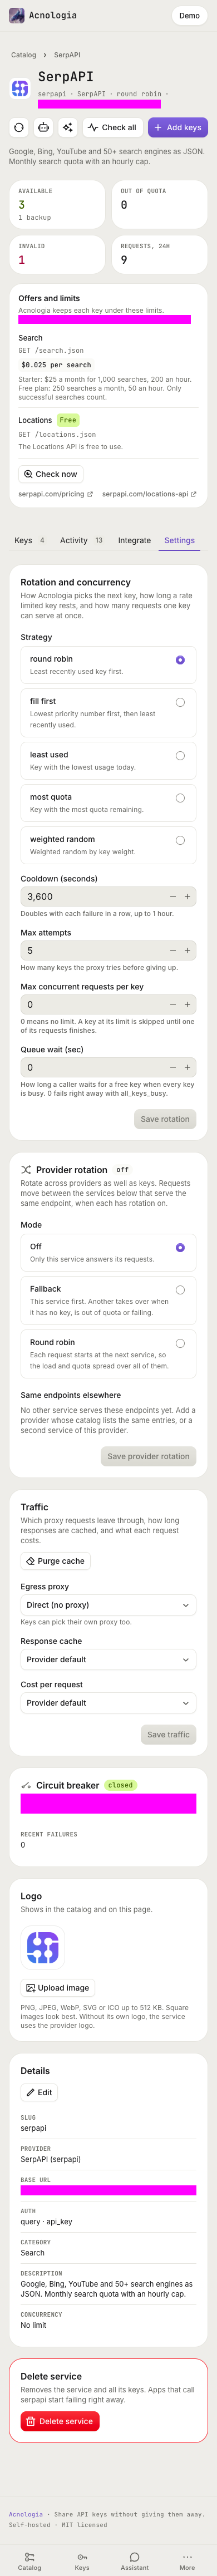 Acnologia
Demo
Catalog › SerpAPI
SerpAPI
serpapi · SerpAPI · round robin ·
Check all
Add keys
Google, Bing, YouTube and 50+ search engines as JSON.
Monthly search quota with an hourly cap.
AVAILABLE
3
1 backup
OUT OF QUOTA
0
INVALID
1
REQUESTS, 24H
9
Offers and limits
Acnologia keeps each key under these limits.
Search
GET /search.json
$0.025 per search
Starter: $25 a month for 1,000 searches, 200 an hour.
Free plan: 250 searches a month, 50 an hour. Only
successful searches count.
Locations Free
GET /locations.json
The Locations API is free to use.
Check now
serpapi.com/pricing
serpapi.com/locations-api
Keys 4
Activity 13
Integrate
Settings
Rotation and concurrency
How Acnologia picks the next key, how long a rate
limited key rests, and how many requests one key
can serve at once.
Strategy
round robin
Least recently used key first.
fill first
Lowest priority number first, then least
recently used.
least used
Key with the lowest usage today.
most quota
Key with the most quota remaining.
weighted random
Weighted random by key weight.
Cooldown (seconds)
3,600
Doubles with each failure in a row, up to 1 hour.
Max attempts
5
How many keys the proxy tries before giving up.
Max concurrent requests per key
0
0 means no limit. A key at its limit is skipped until one
of its requests finishes.
Queue wait (sec)
0
How long a caller waits for a free key when every key
is busy. 0 fails right away with all_keys_busy.
Save rotation
Provider rotation off
Rotate across providers as well as keys. Requests
move between the services below that serve the
same endpoint, when each has rotation on.
Mode
Off
Only this service answers its requests.
Fallback
This service first. Another takes over when
it has no key, is out of quota or failing.
Round robin
Each request starts at the next service, so
the load and quota spread over all of them.
Same endpoints elsewhere
No other service serves these endpoints yet. Add a
provider whose catalog lists the same entries, or a
second service of this provider.
Save provider rotation
Traffic
Which proxy requests leave through, how long
responses are cached, and what each request
costs.
Purge cache
Egress proxy
Direct (no proxy)
Keys can pick their own proxy too.
Response cache
Provider default
Cost per request
Provider default
Save traffic
Circuit breaker closed
RECENT FAILURES
0
Logo
Shows in the catalog and on this page.
Upload image
PNG, JPEG, WebP, SVG or ICO up to 512 KB. Square
images look best. Without its own logo, the service
uses the provider logo.
Details
Edit
SLUG
serpapi
PROVIDER
SerpAPI (serpapi)
BASE URL
AUTH
query · api_key
CATEGORY
Search
DESCRIPTION
Google, Bing, YouTube and 50+ search engines as
JSON. Monthly search quota with an hourly cap.
CONCURRENCY
No limit
Delete service
Removes the service and all its keys. Apps that call
serpapi start failing right away.
Delete service
Acnologia · Share API keys without giving them away.
Self-hosted · MIT licensed
Catalog
Keys
Assistant
More